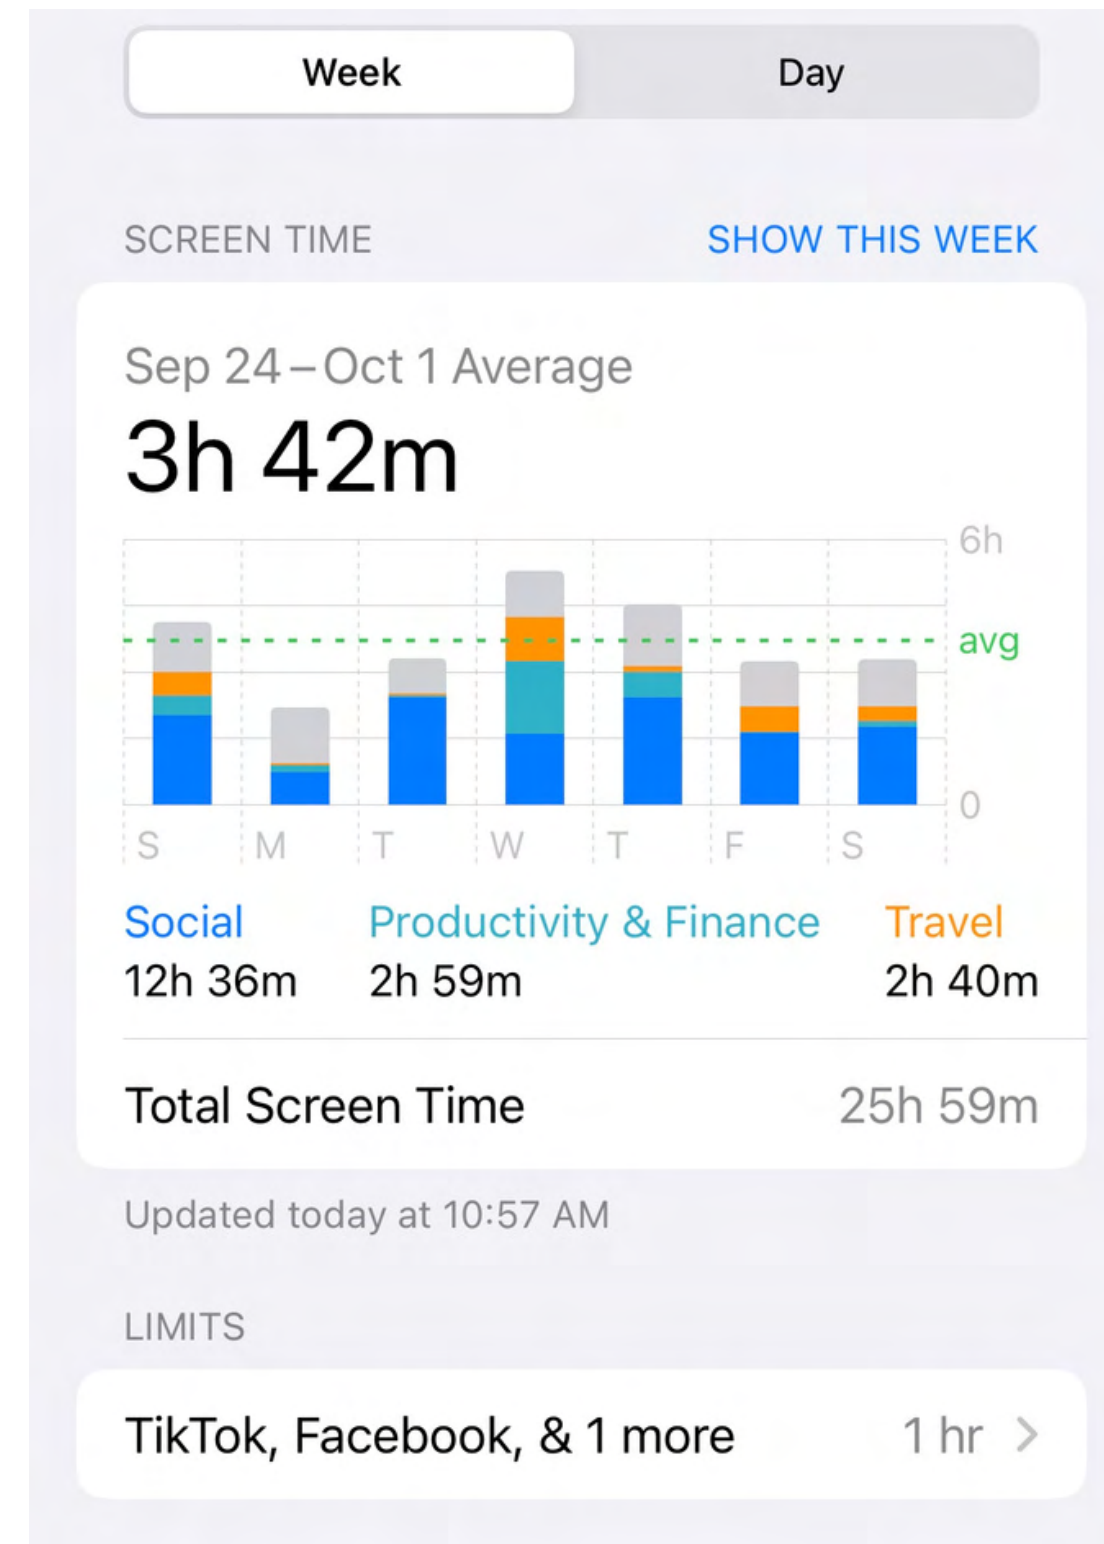 Week Day
SCREEN TIME SHOW THIS WEEK
Sep 24–Oct 1 Average
3h 42m
6h
avg
0
S M T W T F S
Social Productivity & Finance Travel
12h 36m 2h 59m 2h 40m
Total Screen Time 25h 59m
Updated today at 10:57 AM
LIMITS
TikTok, Facebook, & 1 more 1 hr